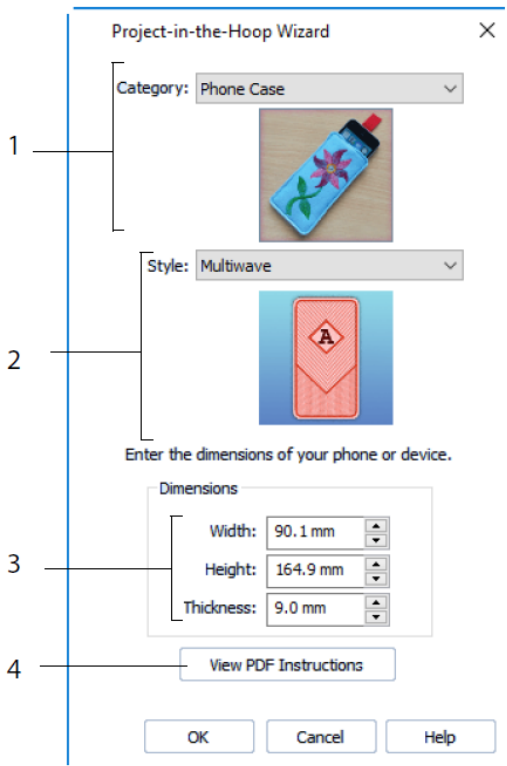 Project-in-the-Hoop Wizard
1
Category: Phone Case
Style: Multiwave
A
2
Enter the dimensions of your phone or device.
Dimensions
Width: 90.1 mm
3
Height: 164.9 mm
Thickness: 9.0 mm
4
View PDF Instructions
OK Cancel Help